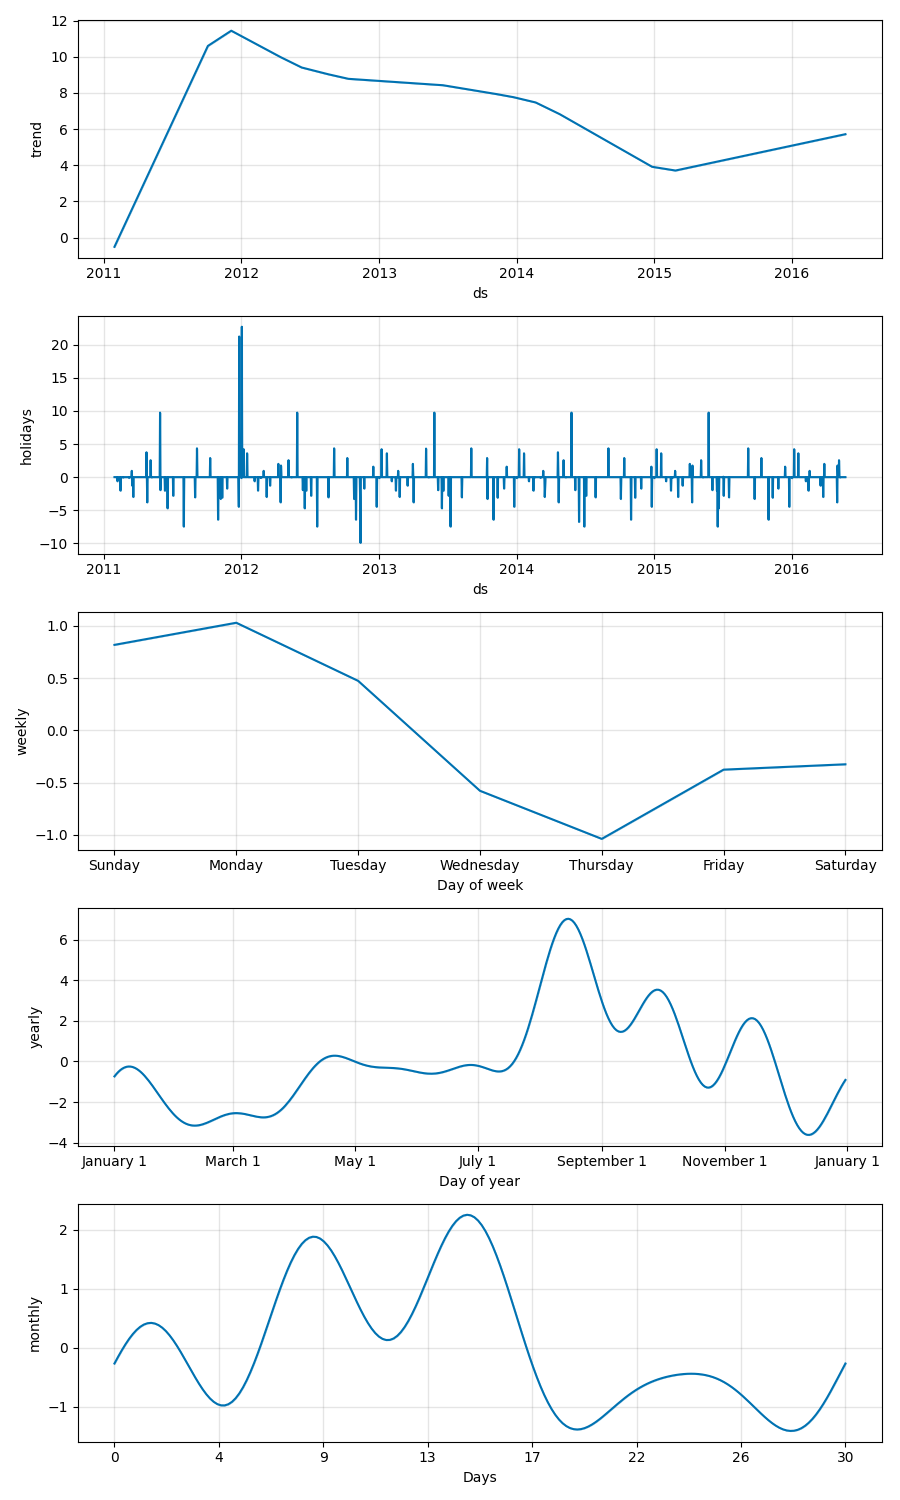 12
10
8
6
4
2
0
trend
2011 2012 2013 2014 2015 2016
ds
20
15
10
5
0
−5
−10
holidays
2011 2012 2013 2014 2015 2016
ds
1.0
0.5
0.0
−0.5
−1.0
weekly
Sunday Monday Tuesday Wednesday Thursday Friday Saturday
Day of week
6
4
2
0
−2
−4
yearly
January 1 March 1 May 1 July 1 September 1 November 1 January 1
Day of year
2
1
0
−1
monthly
0 4 9 13 17 22 26 30
Days